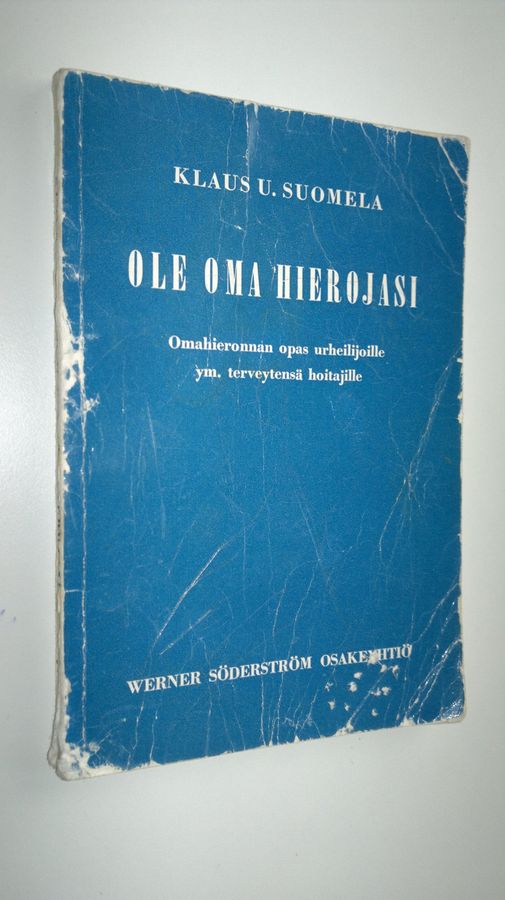 KLAUS U. SUOMELA
OLE OMA HIEROJASI
Omahieronnan opas urheilijoille
ym. terveytensä hoitajille
WERNER SÖDERSTRÖM OSAKEYHTIÖ